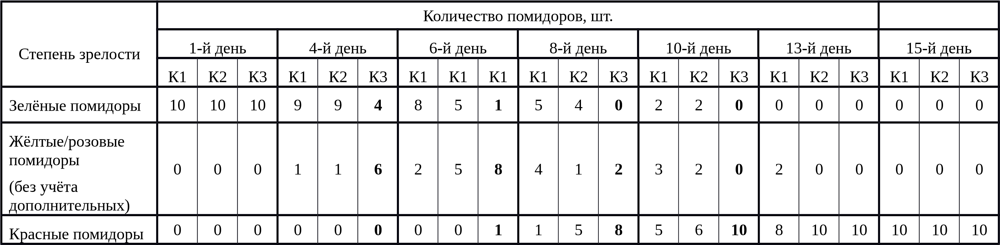 Количество помидоров, шт.
Степень зрелости
1-й день 4-й день 6-й день 8-й день 10-й день 13-й день 15-й день
К1 К2 К3 К1 К2 К3 К1 К1 К1 К1 К2 К3 К1 К2 К3 К1 К2 К3 К1 К2 К3
Зелёные помидоры 10 10 10 9 9 4 8 5 1 5 4 0 2 2 0 0 0 0 0 0 0
Жёлтые/розовые
помидоры
(без учёта
дополнительных)
0 0 0 1 1 6 2 5 8 4 1 2 3 2 0 2 0 0 0 0 0
Красные помидоры 0 0 0 0 0 0 0 0 1 1 5 8 5 6 10 8 10 10 10 10 10